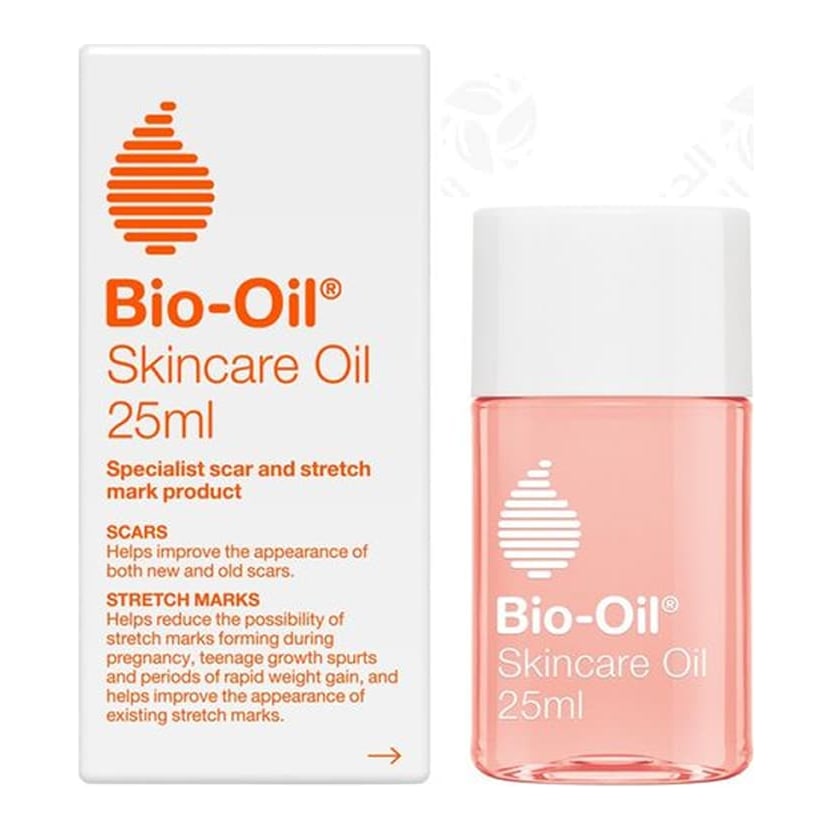 Bio-Oil®
Skincare Oil
25ml
Specialist scar and stretch
mark product
SCARS
Helps improve the appearance of
both new and old scars.
STRETCH MARKS
Helps reduce the possibility of
stretch marks forming during
pregnancy, teenage growth spurts
and periods of rapid weight gain, and
helps improve the appearance of
existing stretch marks.
Bio-Oil®
Skincare Oil
25ml